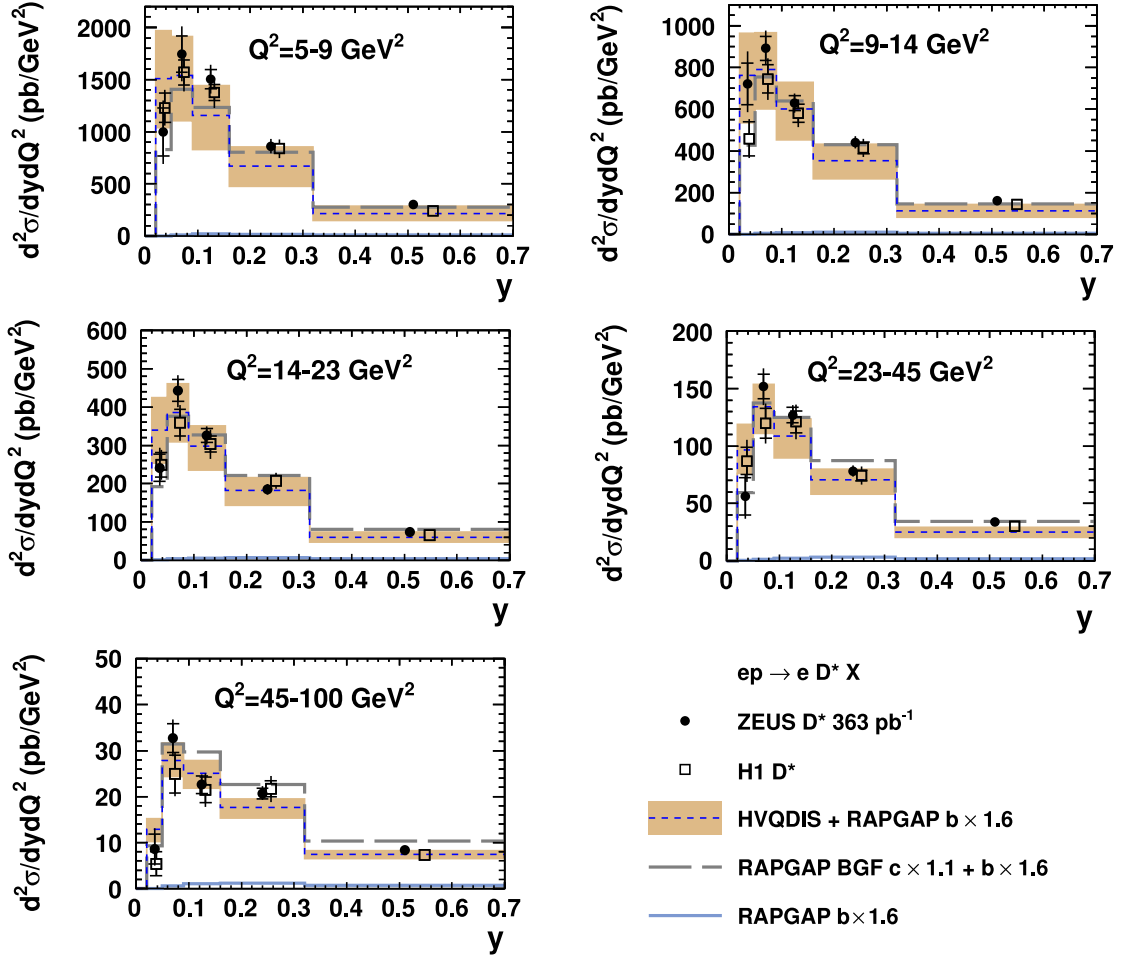 d²σ/dydQ² (pb/GeV²)
Q²=5-9 GeV²
2000
1500
1000
500
0
0 0.1 0.2 0.3 0.4 0.5 0.6 0.7
y
d²σ/dydQ² (pb/GeV²)
Q²=9-14 GeV²
1000
800
600
400
200
0
0 0.1 0.2 0.3 0.4 0.5 0.6 0.7
y
d²σ/dydQ² (pb/GeV²)
Q²=14-23 GeV²
600
500
400
300
200
100
0
0 0.1 0.2 0.3 0.4 0.5 0.6 0.7
y
d²σ/dydQ² (pb/GeV²)
Q²=23-45 GeV²
200
150
100
50
0
0 0.1 0.2 0.3 0.4 0.5 0.6 0.7
y
d²σ/dydQ² (pb/GeV²)
Q²=45-100 GeV²
50
40
30
20
10
0
0 0.1 0.2 0.3 0.4 0.5 0.6 0.7
y
ep → e D* X
ZEUS D* 363 pb⁻¹
H1 D*
HVQDIS + RAPGAP b × 1.6
RAPGAP BGF c × 1.1 + b × 1.6
RAPGAP b×1.6